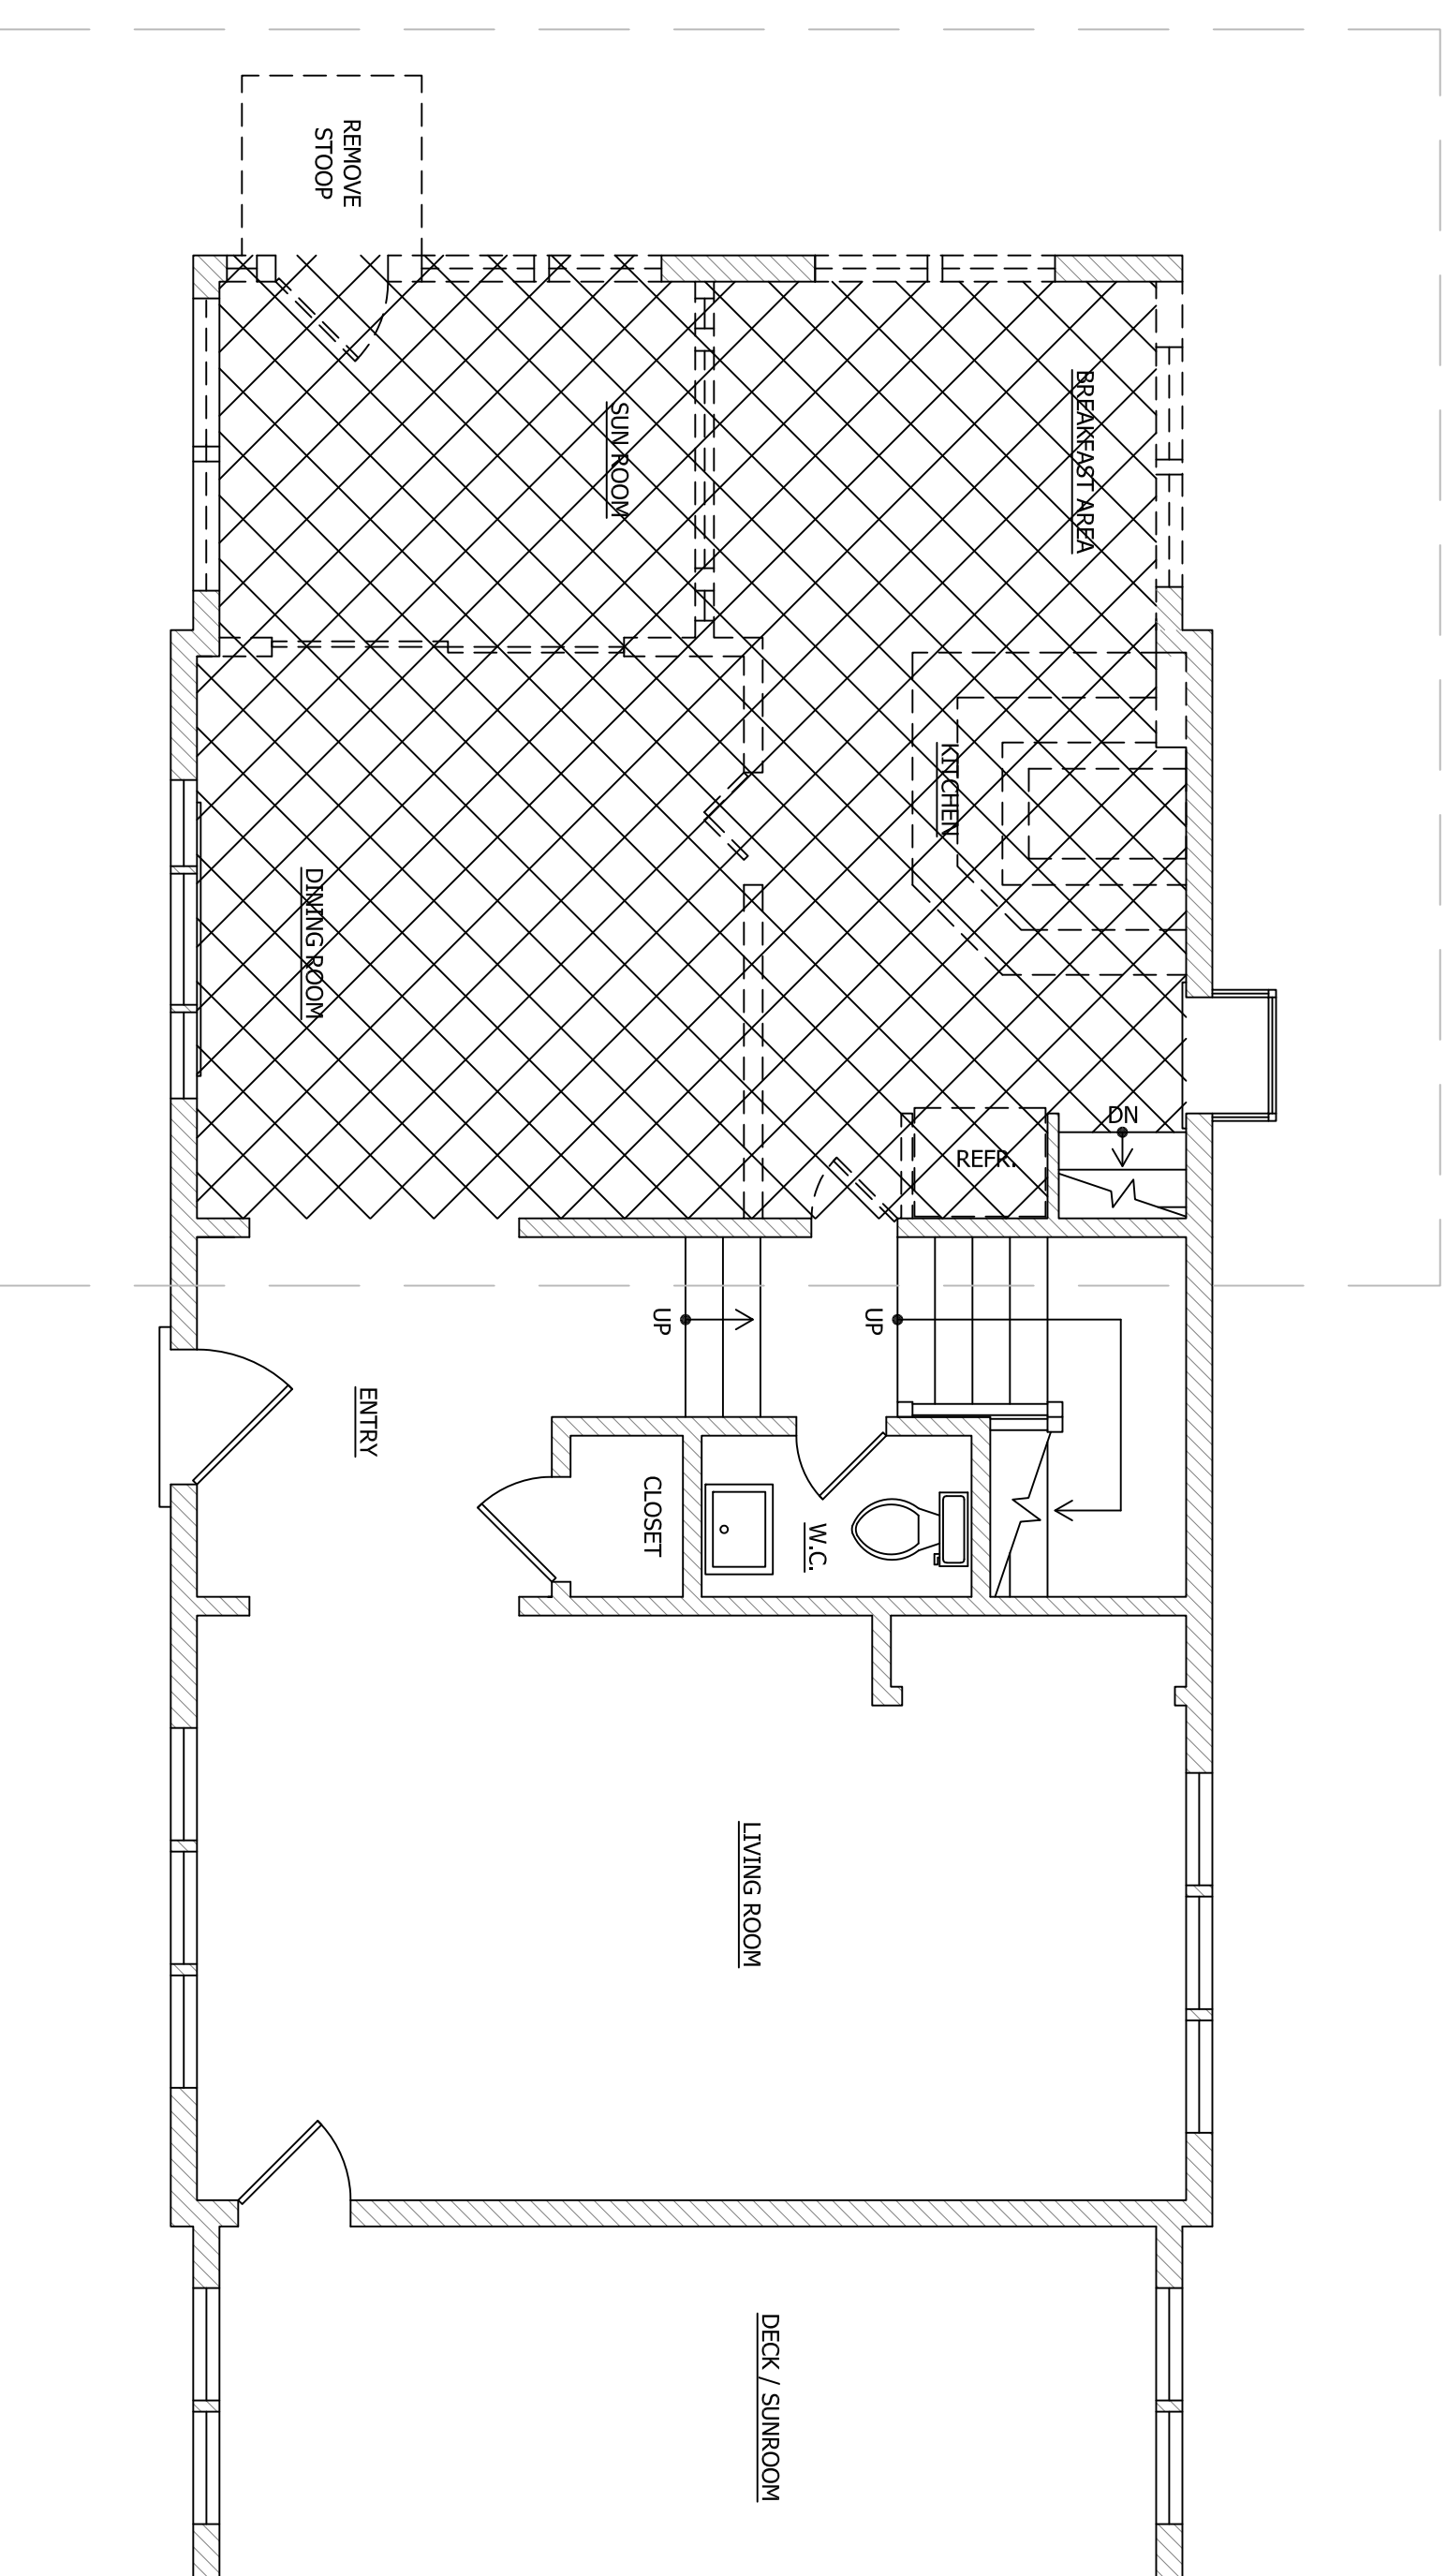 REMOVE
STOOP
BREAKFAST AREA
SUN ROOM
KITCHEN
DINING ROOM
DN
REFR.
UP
UP
ENTRY
CLOSET
W.C.
LIVING ROOM
DECK / SUNROOM